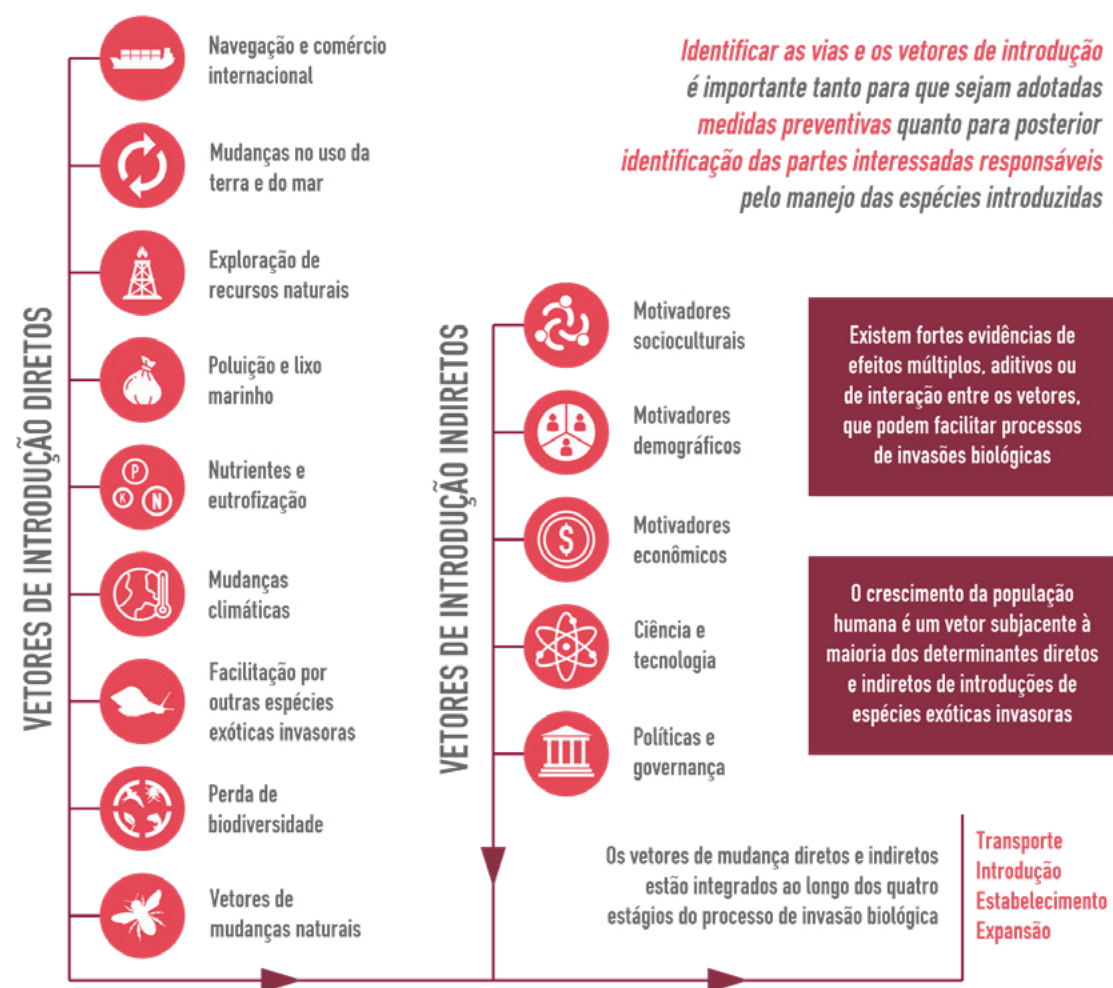 Navegação e comércio
internacional
Mudanças no uso da
terra e do mar
Exploração de
recursos naturais
Poluição e lixo
marinho
P
K
N
Nutrientes e
eutrofização
Mudanças
climáticas
Facilitação por
outras espécies
exóticas invasoras
Perda de
biodiversidade
Vetores de
mudanças naturais
VETORES DE INTRODUÇÃO DIRETOS
Identificar as vias e os vetores de introdução
é importante tanto para que sejam adotadas
medidas preventivas quanto para posterior
identificação das partes interessadas responsáveis
pelo manejo das espécies introduzidas
VETORES DE INTRODUÇÃO INDIRETOS
Motivadores
socioculturais
Motivadores
demográficos
$
Motivadores
econômicos
Ciência e
tecnologia
Políticas e
governança
Existem fortes evidências de
efeitos múltiplos, aditivos ou
de interação entre os vetores,
que podem facilitar processos
de invasões biológicas
O crescimento da população
humana é um vetor subjacente à
maioria dos determinantes diretos
e indiretos de introduções de
espécies exóticas invasoras
Os vetores de mudança diretos e indiretos
estão integrados ao longo dos quatro
estágios do processo de invasão biológica
Transporte
Introdução
Estabelecimento
Expansão